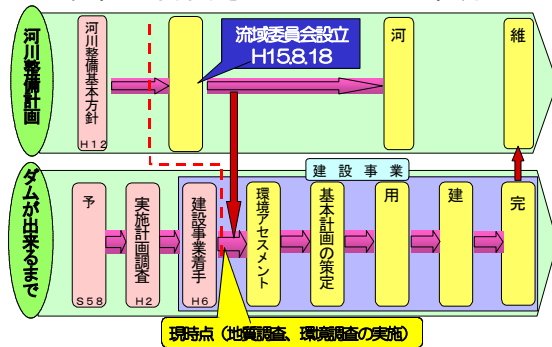 流域委員会設立
H15,8,18
河川整備計画
河川整備基本方針
H12
河
維
建設事業
ダムが出来るまで
予
S58
実施計画調査
H2
建設事業着手
H6
環境アセスメント
基本計画の策定
用
建
完
現時点（地質調査、環境調査の実施）